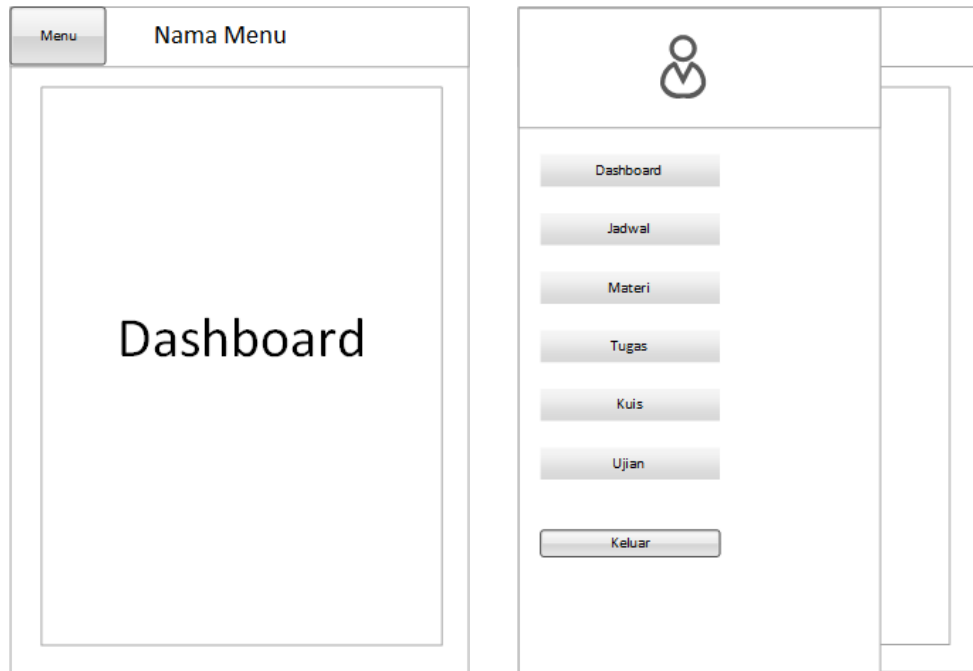 Menu
Nama Menu
Dashboard
Dashboard
Jadwal
Materi
Tugas
Kuis
Ujian
Keluar